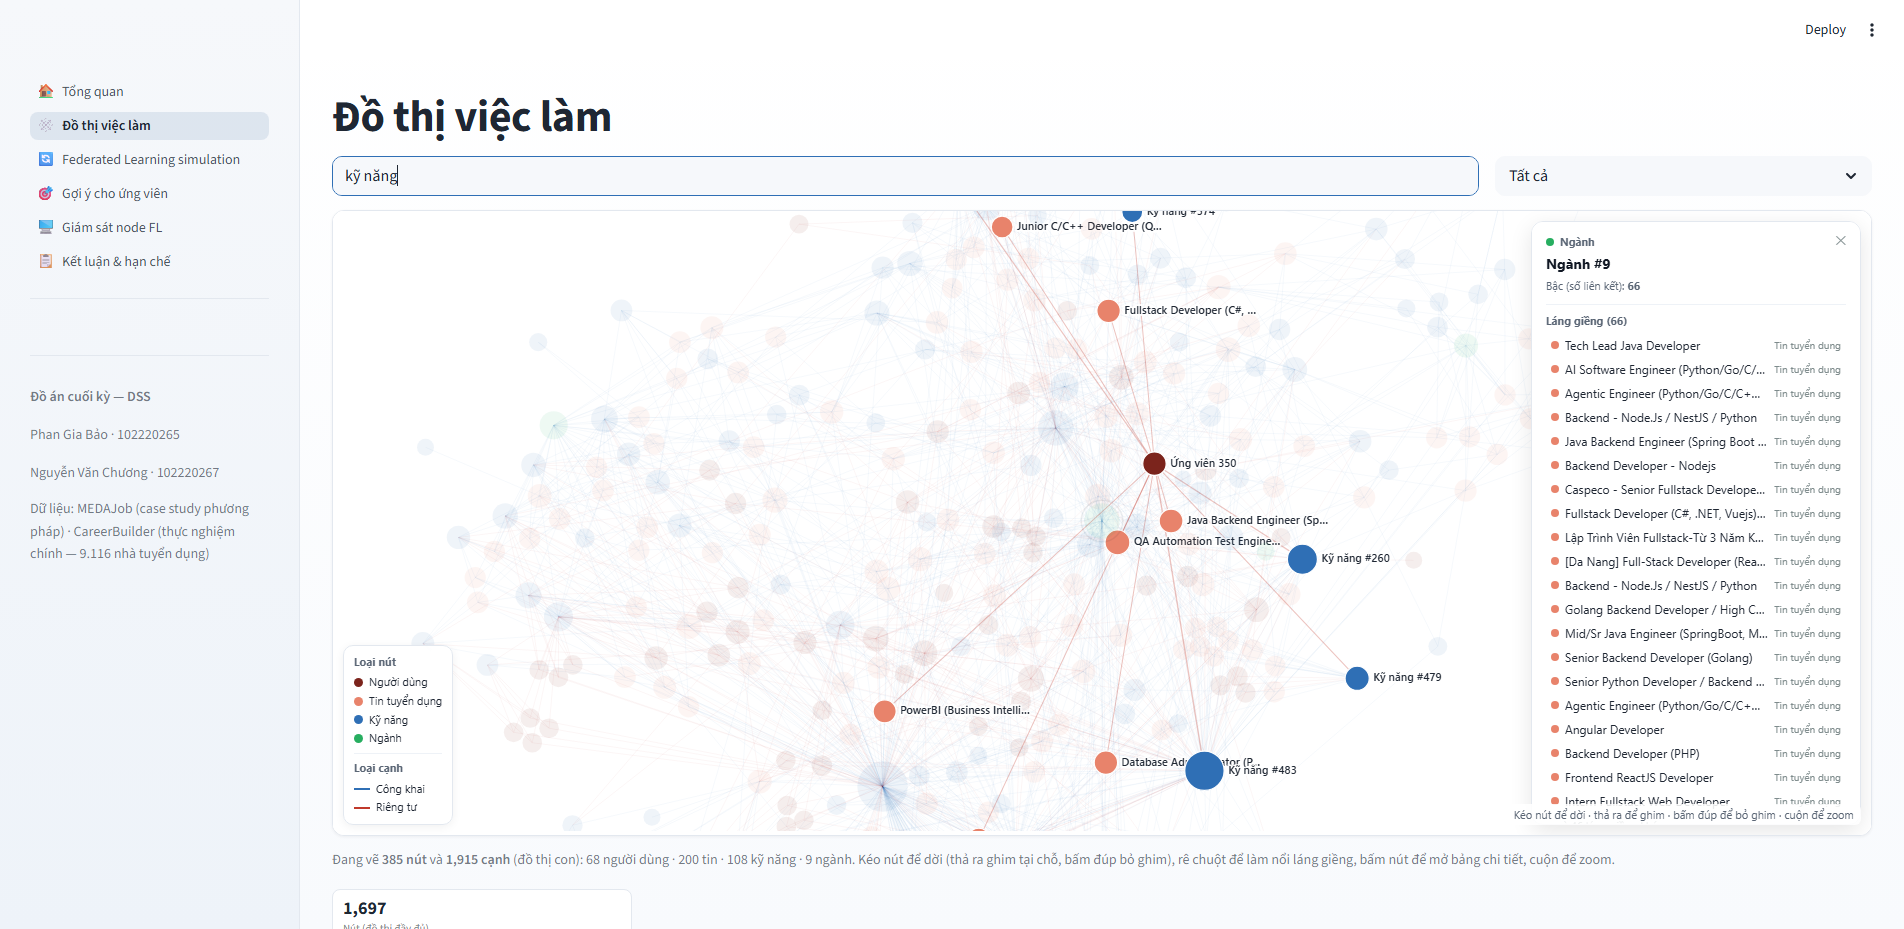 Deploy
Tổng quan
Đồ thị việc làm
Federated Learning simulation
Gợi ý cho ứng viên
Giám sát node FL
Kết luận & hạn chế
Đồ án cuối kỳ — DSS
Phan Gia Bảo · 102220265
Nguyễn Văn Chương · 102220267
Dữ liệu: MEDAJob (case study phương
pháp) · CareerBuilder (thực nghiệm
chính — 9.116 nhà tuyển dụng)
Đồ thị việc làm
kỹ năng
Tất cả
Kỹ năng #374
Junior C/C++ Developer (Q...
Fullstack Developer (C#, ...
Ứng viên 350
Java Backend Engineer (Sp...
QA Automation Test Engine...
Kỹ năng #260
Kỹ năng #479
PowerBI (Business Intelli...
Kỹ năng #483
Loại nút
Người dùng
Tin tuyển dụng
Kỹ năng
Ngành
Loại cạnh
Công khai
Riêng tư
Ngành
Ngành #9
Bậc (số liên kết): 66
Láng giềng (66)
Tech Lead Java Developer Tin tuyển dụng
AI Software Engineer (Python/Go/C/... Tin tuyển dụng
Agentic Engineer (Python/Go/C/C+... Tin tuyển dụng
Backend - Node.Js / NestJS / Python Tin tuyển dụng
Java Backend Engineer (Spring Boot ... Tin tuyển dụng
Backend Developer - Nodejs Tin tuyển dụng
Caspeco - Senior Fullstack Develope... Tin tuyển dụng
Fullstack Developer (C#, .NET, Vuejs)... Tin tuyển dụng
Lập Trình Viên Fullstack-Từ 3 Năm K... Tin tuyển dụng
[Da Nang] Full-Stack Developer (Rea... Tin tuyển dụng
Backend - Node.Js / NestJS / Python Tin tuyển dụng
Golang Backend Developer / High C... Tin tuyển dụng
Mid/Sr Java Engineer (SpringBoot, M... Tin tuyển dụng
Senior Backend Developer (Golang) Tin tuyển dụng
Senior Python Developer / Backend ... Tin tuyển dụng
Agentic Engineer (Python/Go/C/C+... Tin tuyển dụng
Angular Developer Tin tuyển dụng
Backend Developer (PHP) Tin tuyển dụng
Frontend ReactJS Developer Tin tuyển dụng
Intern Fullstack Web Developer Tin tuyển dụng
Kéo nút để dời · thả ra để ghim · bấm đúp để bỏ ghim · cuộn để zoom
Đang vẽ 385 nút và 1,915 cạnh (đồ thị con): 68 người dùng · 200 tin · 108 kỹ năng · 9 ngành. Kéo nút để dời (thả ra ghim tại chỗ, bấm đúp bỏ ghim), rê chuột để làm nổi láng giềng, bấm nút để mở bảng chi tiết, cuộn để zoom.
1,697
Nút (đồ thị đầy đủ)